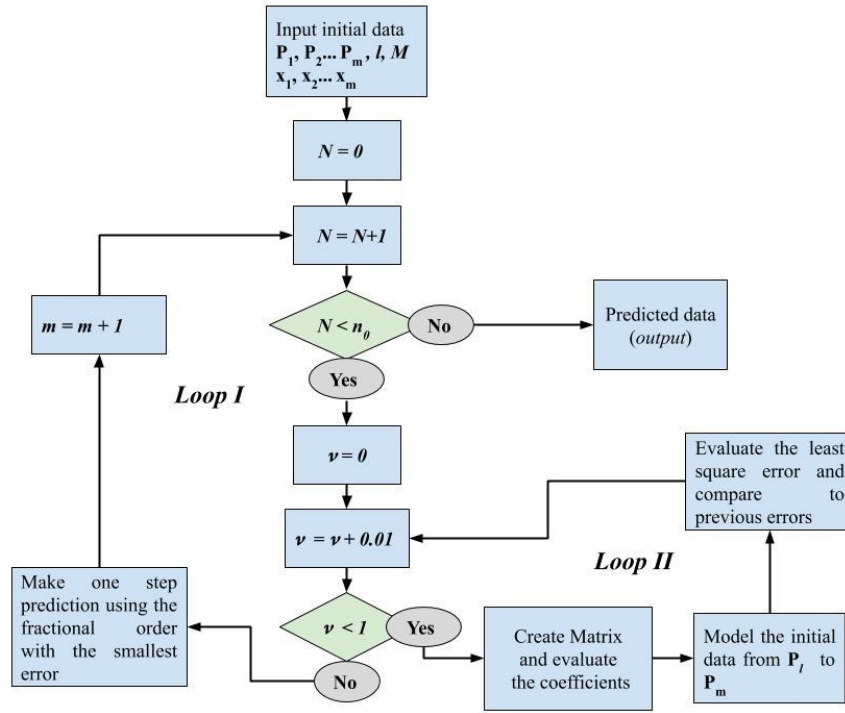 Input initial data
P₁, P₂... Pₘ , l, M
x₁, x₂... xₘ
N = 0
N = N+1
N < n₀
No
Predicted data
(output)
m = m + 1
Yes
Loop I
ν = 0
Evaluate the least
square error and
compare to
previous errors
ν = ν + 0.01
Loop II
Make one step
prediction using the
fractional order
with the smallest
error
ν < 1
Yes
No
Create Matrix
and evaluate
the coefficients
Model the initial
data from Pₗ to
Pₘ